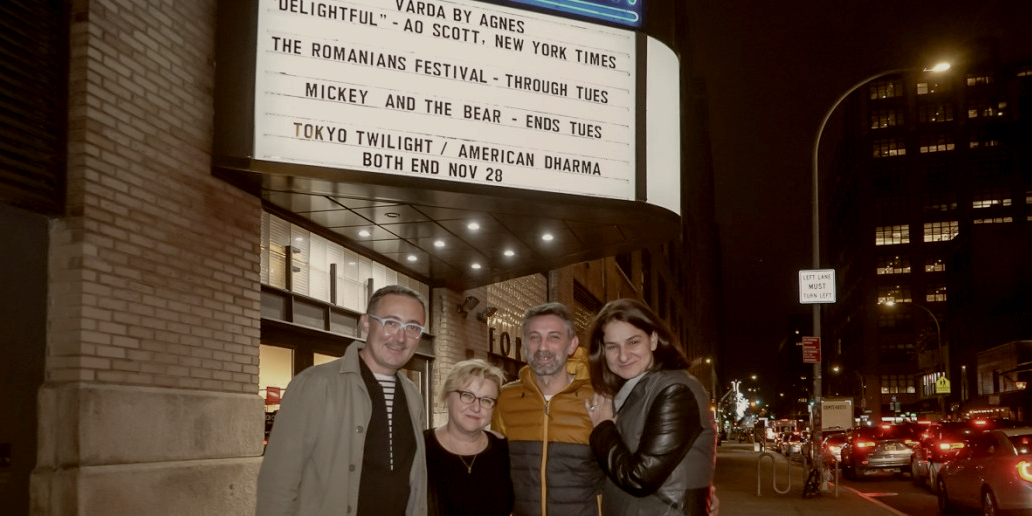 VARDA BY AGNES
DELIGHTFUL" - AO SCOTT, NEW YORK TIMES
THE ROMANIANS FESTIVAL - THROUGH TUES
MICKEY AND THE BEAR - ENDS TUES
TOKYO TWILIGHT / AMERICAN DHARMA
BOTH END NOV 28
FO
LEFT LANE
MUST
TURN LEFT